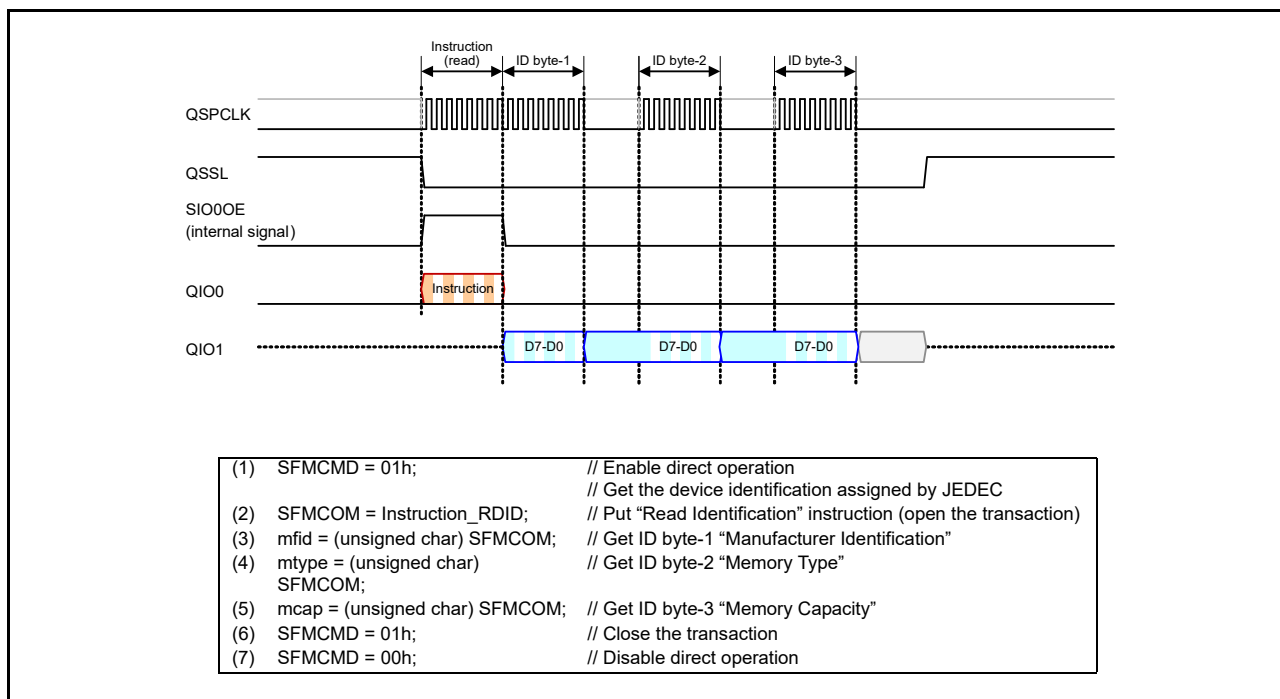 Instruction
(read)
ID byte-1
ID byte-2
ID byte-3
QSPCLK
QSSL
SIO0OE
(internal signal)
QIO0
Instruction
QIO1
D7-D0
D7-D0
D7-D0
(1) SFMCMD = 01h; // Enable direct operation
// Get the device identification assigned by JEDEC
(2) SFMCOM = Instruction_RDID; // Put “Read Identification” instruction (open the transaction)
(3) mfid = (unsigned char) SFMCOM; // Get ID byte-1 “Manufacturer Identification”
(4) mtype = (unsigned char) // Get ID byte-2 “Memory Type”
SFMCOM;
(5) mcap = (unsigned char) SFMCOM; // Get ID byte-3 “Memory Capacity”
(6) SFMCMD = 01h; // Close the transaction
(7) SFMCMD = 00h; // Disable direct operation